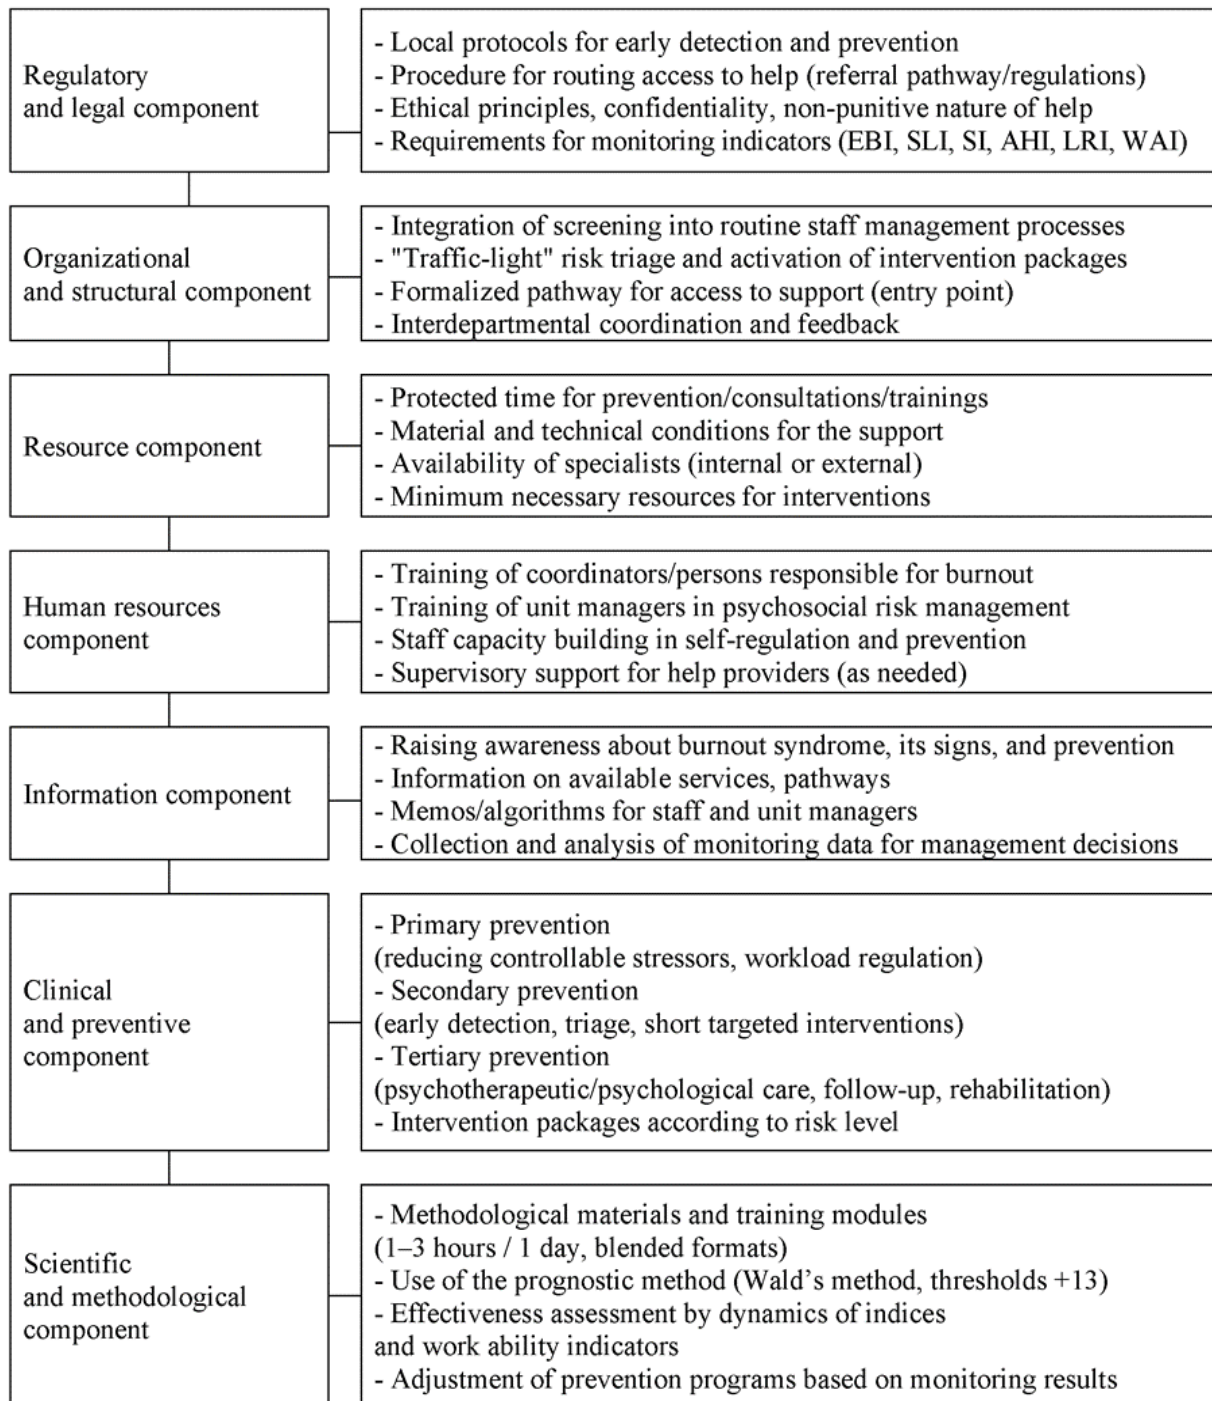 Regulatory
and legal component
- Local protocols for early detection and prevention
- Procedure for routing access to help (referral pathway/regulations)
- Ethical principles, confidentiality, non-punitive nature of help
- Requirements for monitoring indicators (EBI, SLI, SI, AHI, LRI, WAI)
Organizational
and structural component
- Integration of screening into routine staff management processes
- "Traffic-light" risk triage and activation of intervention packages
- Formalized pathway for access to support (entry point)
- Interdepartmental coordination and feedback
Resource component
- Protected time for prevention/consultations/trainings
- Material and technical conditions for the support
- Availability of specialists (internal or external)
- Minimum necessary resources for interventions
Human resources
component
- Training of coordinators/persons responsible for burnout
- Training of unit managers in psychosocial risk management
- Staff capacity building in self-regulation and prevention
- Supervisory support for help providers (as needed)
Information component
- Raising awareness about burnout syndrome, its signs, and prevention
- Information on available services, pathways
- Memos/algorithms for staff and unit managers
- Collection and analysis of monitoring data for management decisions
Clinical
and preventive
component
- Primary prevention
(reducing controllable stressors, workload regulation)
- Secondary prevention
(early detection, triage, short targeted interventions)
- Tertiary prevention
(psychotherapeutic/psychological care, follow-up, rehabilitation)
- Intervention packages according to risk level
Scientific
and methodological
component
- Methodological materials and training modules
(1–3 hours / 1 day, blended formats)
- Use of the prognostic method (Wald’s method, thresholds +13)
- Effectiveness assessment by dynamics of indices
and work ability indicators
- Adjustment of prevention programs based on monitoring results